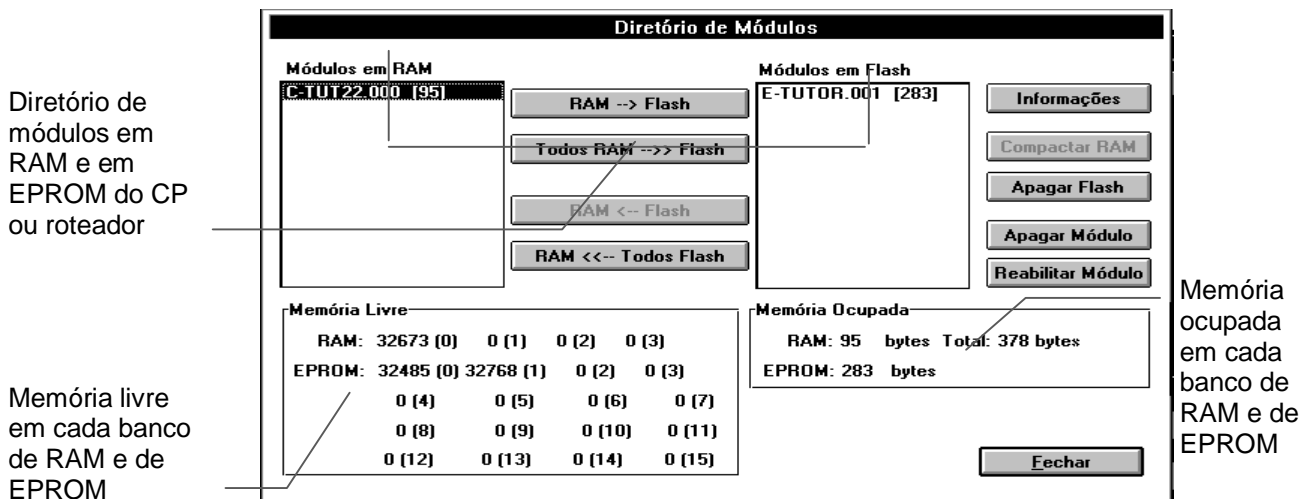 Diretório de Módulos
Módulos em RAM
C-TUT22.000 [95]
RAM --> Flash
Todos RAM -->> Flash
RAM <-- Flash
RAM <<-- Todos Flash
Módulos em Flash
E-TUTOR.001 [283]
Informações
Compactar RAM
Apagar Flash
Apagar Módulo
Reabilitar Módulo
Diretório de
módulos em
RAM e em
EPROM do CP
ou roteador
Memória Livre
RAM: 32673 (0) 0 (1) 0 (2) 0 (3)
EPROM: 32485 (0) 32768 (1) 0 (2) 0 (3)
0 (4) 0 (5) 0 (6) 0 (7)
0 (8) 0 (9) 0 (10) 0 (11)
0 (12) 0 (13) 0 (14) 0 (15)
Memória Ocupada
RAM: 95 bytes Total: 378 bytes
EPROM: 283 bytes
Fechar
Memória livre
em cada banco
de RAM e de
EPROM
Memória
ocupada
em cada
banco de
RAM e de
EPROM